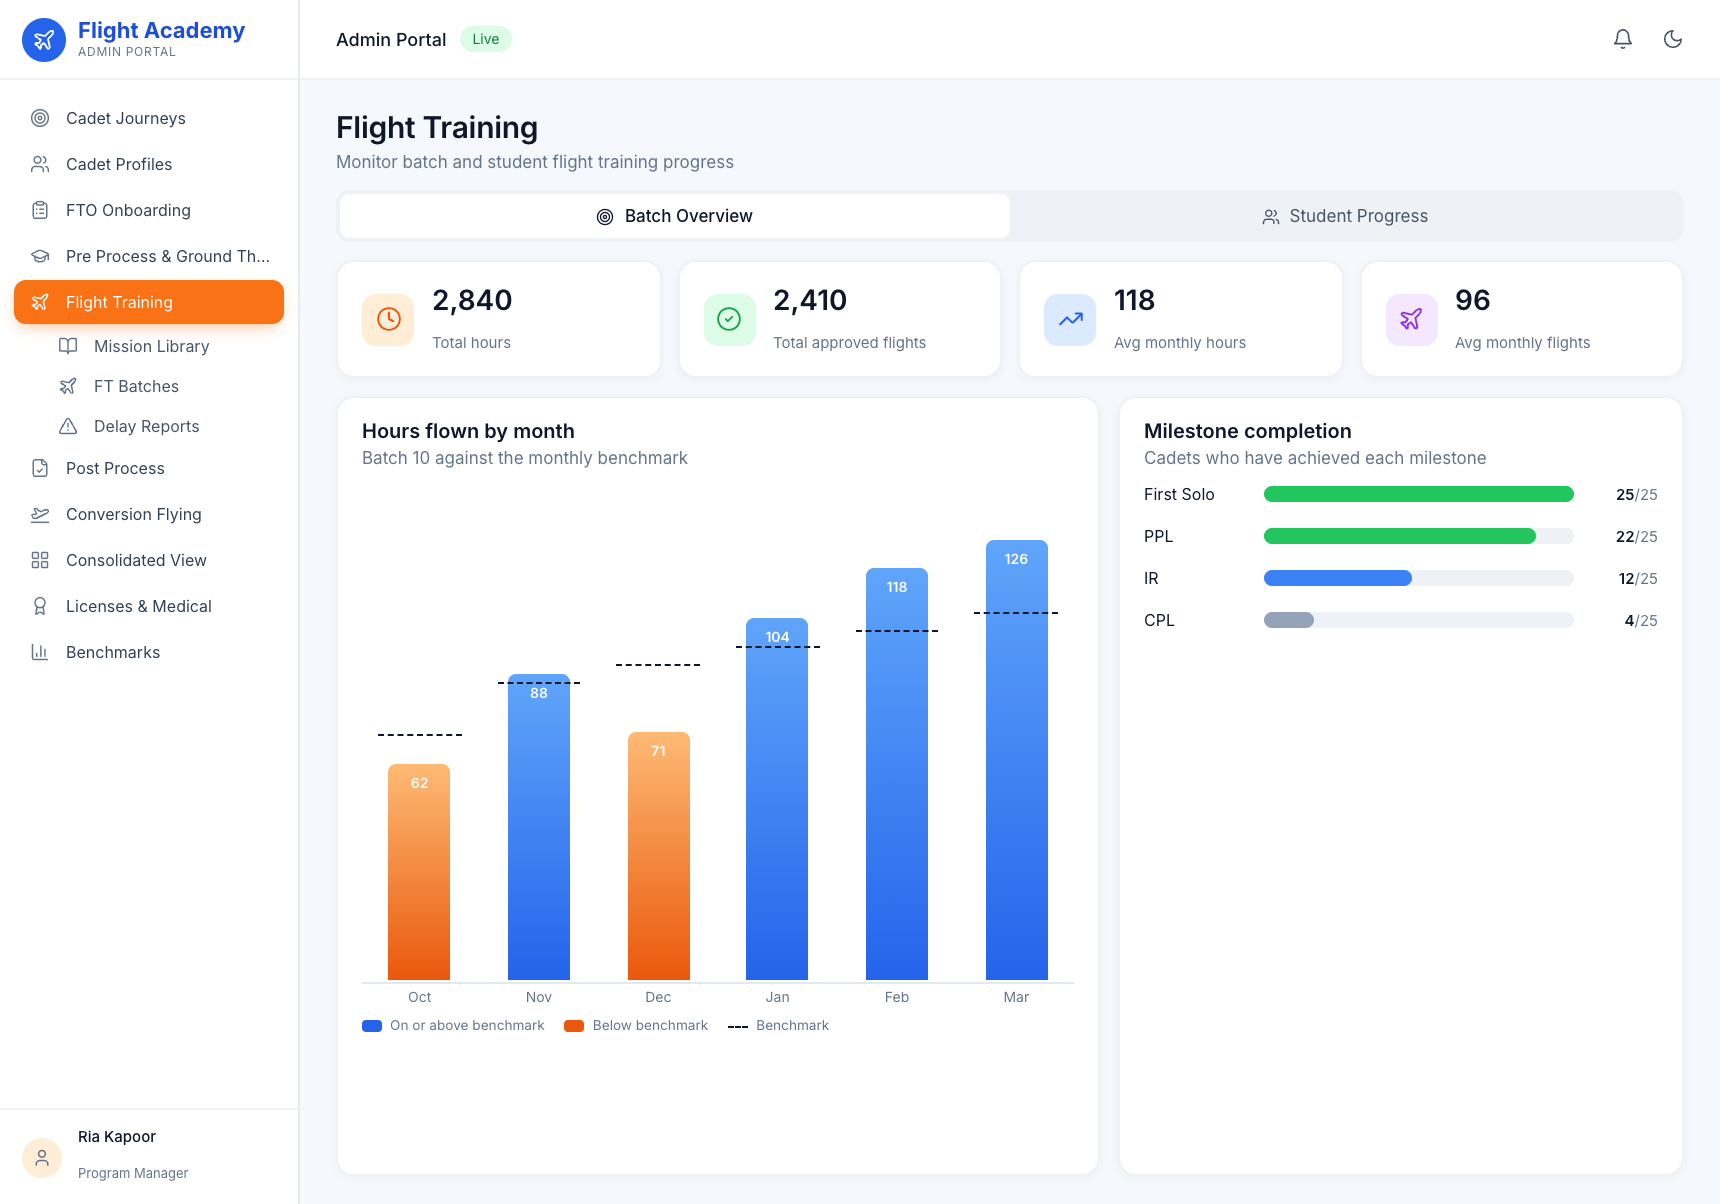 Flight Academy
ADMIN PORTAL
Admin Portal
Live
Cadet Journeys
Cadet Profiles
FTO Onboarding
Pre Process & Ground Th...
Flight Training
Mission Library
FT Batches
Delay Reports
Post Process
Conversion Flying
Consolidated View
Licenses & Medical
Benchmarks
Ria Kapoor
Program Manager
Flight Training
Monitor batch and student flight training progress
Batch Overview
Student Progress
2,840
Total hours
2,410
Total approved flights
118
Avg monthly hours
96
Avg monthly flights
Hours flown by month
Batch 10 against the monthly benchmark
62
88
71
104
118
126
Oct
Nov
Dec
Jan
Feb
Mar
On or above benchmark
Below benchmark
Benchmark
Milestone completion
Cadets who have achieved each milestone
First Solo
25/25
PPL
22/25
IR
12/25
CPL
4/25